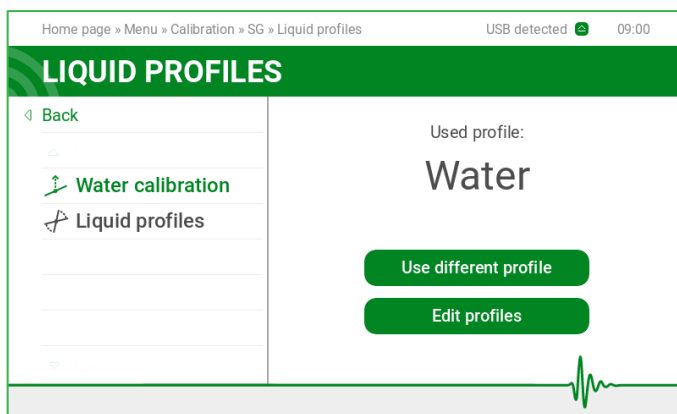 Home page » Menu » Calibration » SG » Liquid profiles USB detected 09:00
LIQUID PROFILES
Back
Water calibration
Liquid profiles
Used profile:
Water
Use different profile
Edit profiles